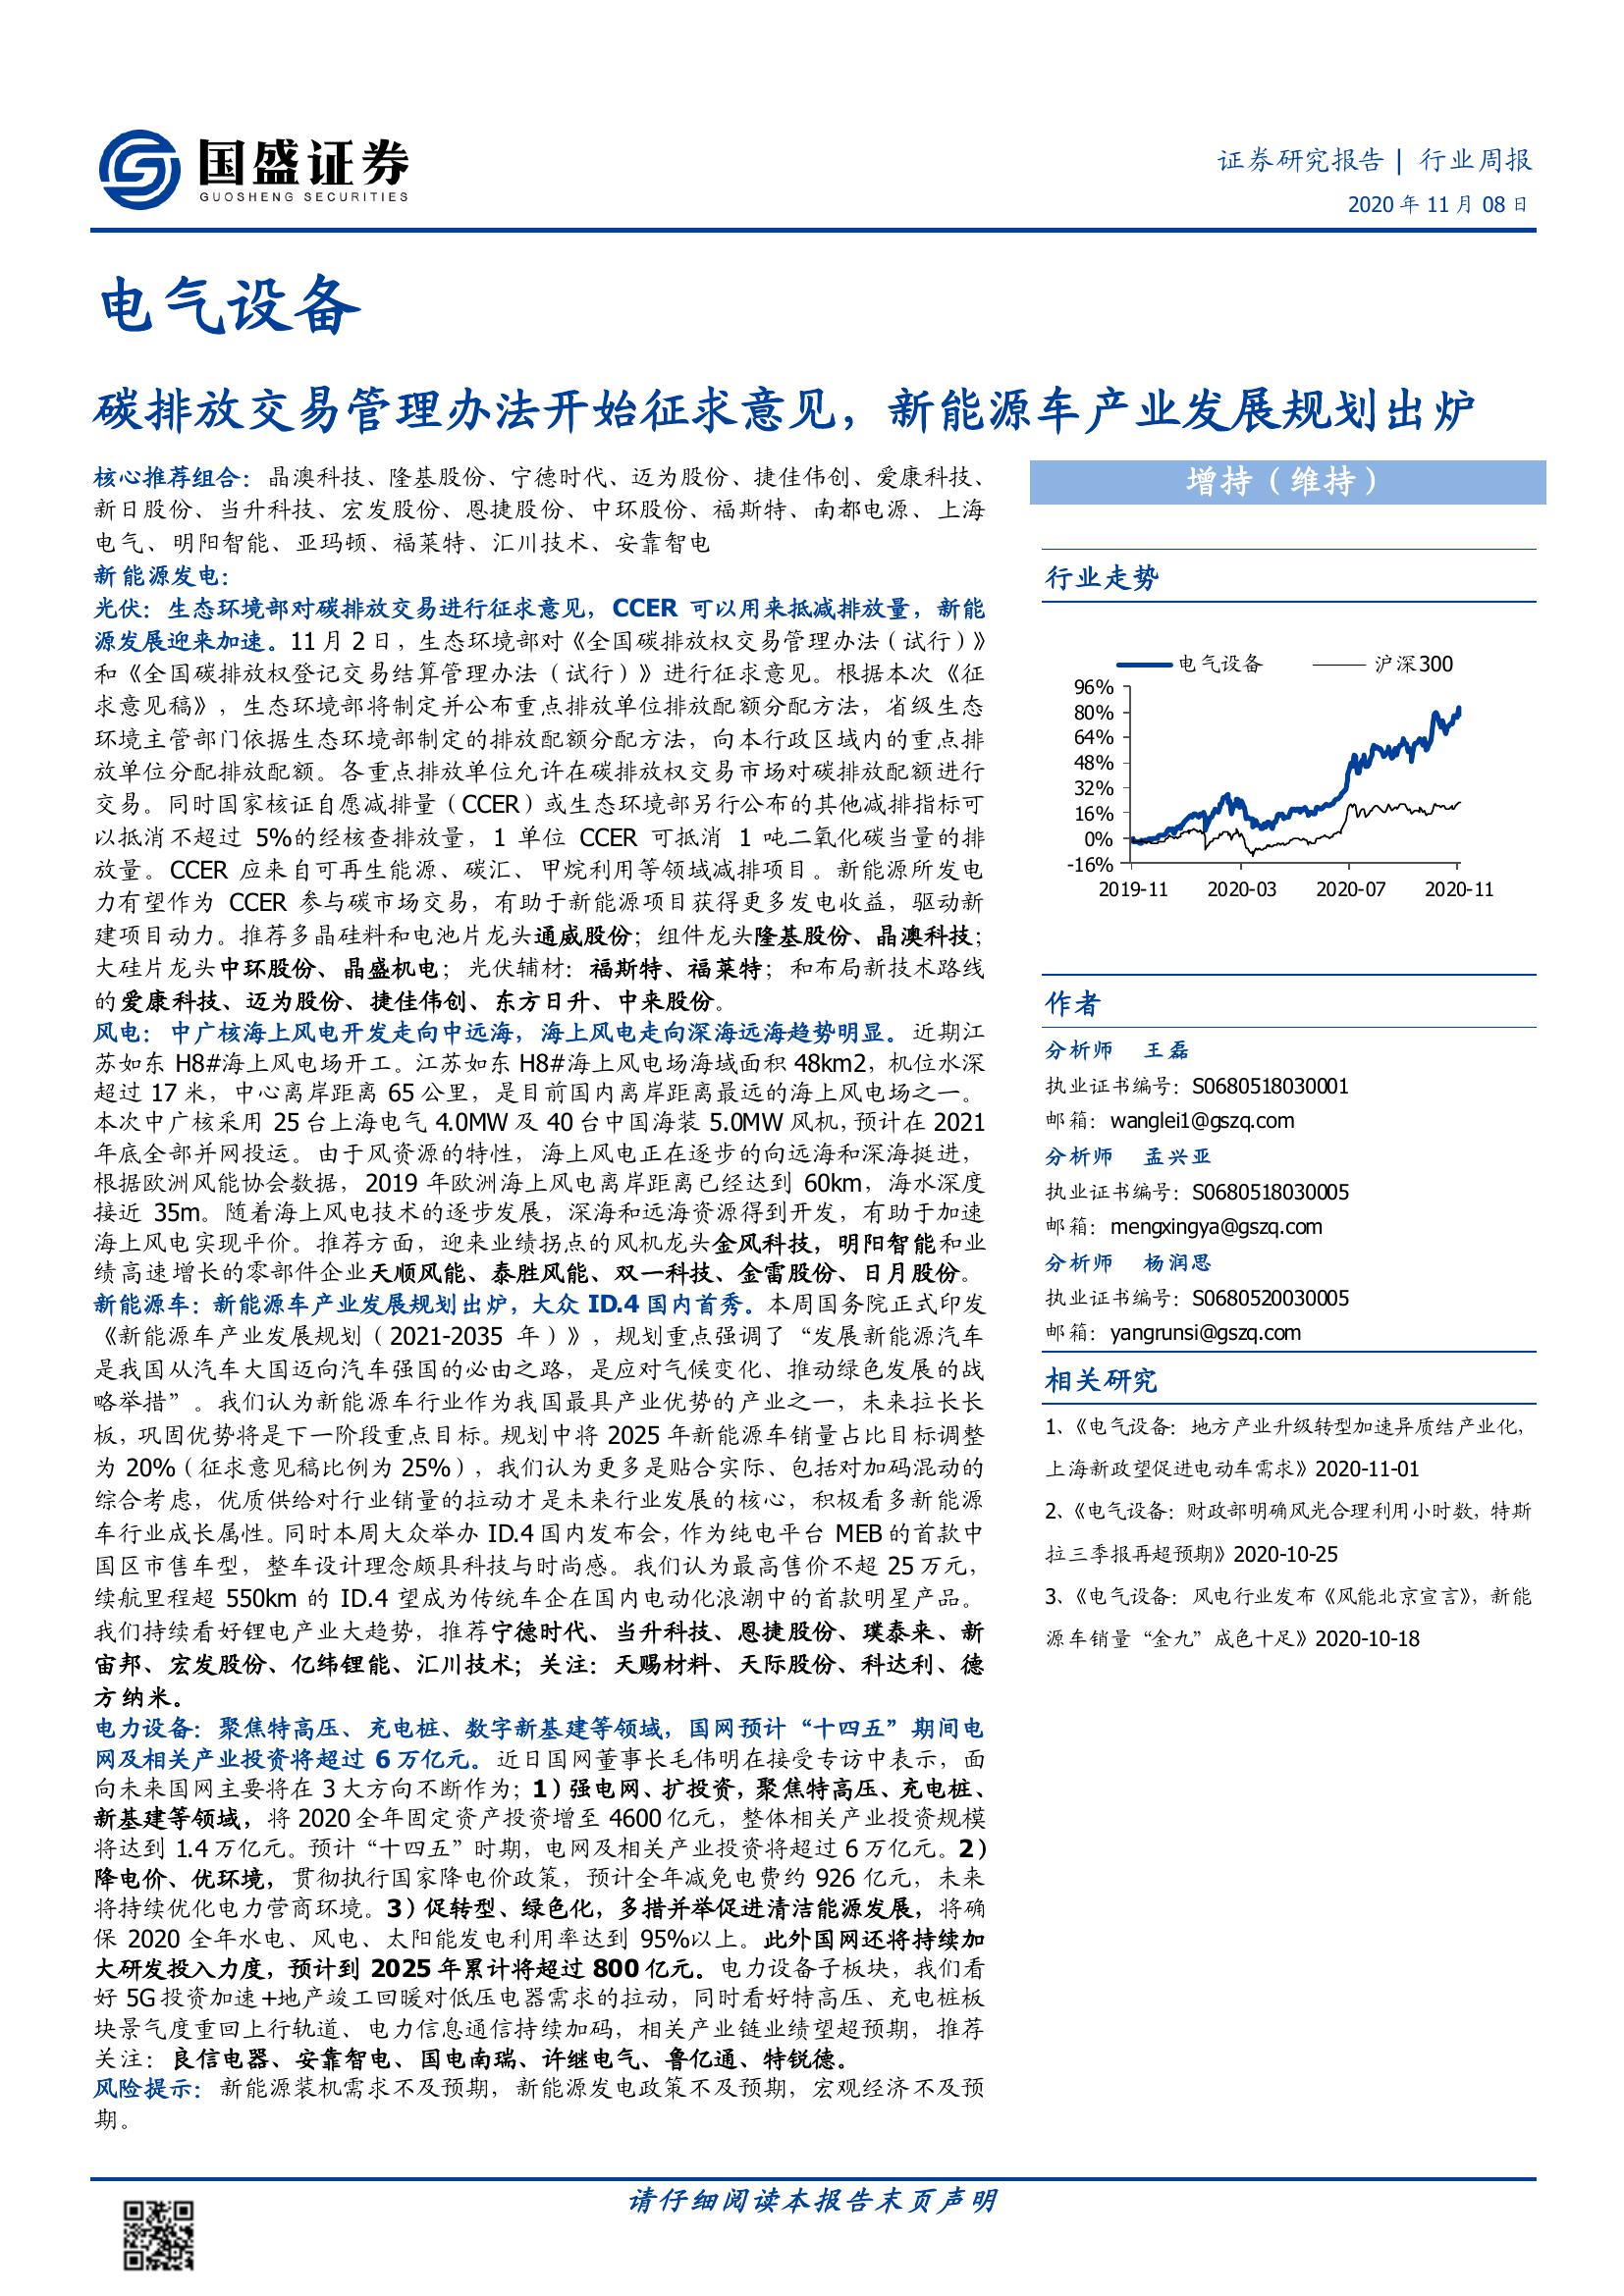 国盛证券
GUOSHENG SECURITIES
证券研究报告 | 行业周报
2020 年 11 月 08 日
电气设备
碳排放交易管理办法开始征求意见，新能源车产业发展规划出炉
核心推荐组合：晶澳科技、隆基股份、宁德时代、迈为股份、捷佳伟创、爱康科技、
新日股份、当升科技、宏发股份、恩捷股份、中环股份、福斯特、南都电源、上海
电气、明阳智能、亚玛顿、福莱特、汇川技术、安靠智电
新能源发电：
光伏：生态环境部对碳排放交易进行征求意见，CCER 可以用来抵减排放量，新能
源发展迎来加速。11 月 2 日，生态环境部对《全国碳排放权交易管理办法（试行）》
和《全国碳排放权登记交易结算管理办法（试行）》进行征求意见。根据本次《征
求意见稿》，生态环境部将制定并公布重点排放单位排放配额分配方法，省级生态
环境主管部门依据生态环境部制定的排放配额分配方法，向本行政区域内的重点排
放单位分配排放配额。各重点排放单位允许在碳排放权交易市场对碳排放配额进行
交易。同时国家核证自愿减排量（CCER）或生态环境部另行公布的其他减排指标可
以抵消不超过 5%的经核查排放量，1 单位 CCER 可抵消 1 吨二氧化碳当量的排
放量。CCER 应来自可再生能源、碳汇、甲烷利用等领域减排项目。新能源所发电
力有望作为 CCER 参与碳市场交易，有助于新能源项目获得更多发电收益，驱动新
建项目动力。推荐多晶硅料和电池片龙头通威股份；组件龙头隆基股份、晶澳科技；
大硅片龙头中环股份、晶盛机电；光伏辅材：福斯特、福莱特；和布局新技术路线
的爱康科技、迈为股份、捷佳伟创、东方日升、中来股份。
风电：中广核海上风电开发走向中远海，海上风电走向深海远海趋势明显。近期江
苏如东 H8#海上风电场开工。江苏如东 H8#海上风电场海域面积 48km2，机位水深
超过 17 米，中心离岸距离 65 公里，是目前国内离岸距离最远的海上风电场之一。
本次中广核采用 25 台上海电气 4.0MW 及 40 台中国海装 5.0MW 风机，预计在 2021
年底全部并网投运。由于风资源的特性，海上风电正在逐步的向远海和深海挺进，
根据欧洲风能协会数据，2019 年欧洲海上风电离岸距离已经达到 60km，海水深度
接近 35m。随着海上风电技术的逐步发展，深海和远海资源得到开发，有助于加速
海上风电实现平价。推荐方面，迎来业绩拐点的风机龙头金风科技，明阳智能和业
绩高速增长的零部件企业天顺风能、泰胜风能、双一科技、金雷股份、日月股份。
新能源车：新能源车产业发展规划出炉，大众 ID.4 国内首秀。本周国务院正式印发
《新能源车产业发展规划（2021-2035 年）》，规划重点强调了“发展新能源汽车
是我国从汽车大国迈向汽车强国的必由之路，是应对气候变化、推动绿色发展的战
略举措”。我们认为新能源车行业作为我国最具产业优势的产业之一，未来拉长长
板，巩固优势将是下一阶段重点目标。规划中将 2025 年新能源车销量占比目标调整
为 20%（征求意见稿比例为 25%），我们认为更多是贴合实际、包括对加码混动的
综合考虑，优质供给对行业销量的拉动才是未来行业发展的核心，积极看多新能源
车行业成长属性。同时本周大众举办 ID.4 国内发布会，作为纯电平台 MEB 的首款中
国区市售车型，整车设计理念颇具科技与时尚感。我们认为最高售价不超 25 万元，
续航里程超 550km 的 ID.4 望成为传统车企在国内电动化浪潮中的首款明星产品。
我们持续看好锂电产业大趋势，推荐宁德时代、当升科技、恩捷股份、璞泰来、新
宙邦、宏发股份、亿纬锂能、汇川技术；关注：天赐材料、天际股份、科达利、德
方纳米。
电力设备：聚焦特高压、充电桩、数字新基建等领域，国网预计“十四五”期间电
网及相关产业投资将超过 6 万亿元。近日国网董事长毛伟明在接受专访中表示，面
向未来国网主要将在 3 大方向不断作为；1）强电网、扩投资，聚焦特高压、充电桩、
新基建等领域，将 2020 全年固定资产投资增至 4600 亿元，整体相关产业投资规模
将达到 1.4 万亿元。预计“十四五”时期，电网及相关产业投资将超过 6 万亿元。2）
降电价、优环境，贯彻执行国家降电价政策，预计全年减免电费约 926 亿元，未来
将持续优化电力营商环境。3）促转型、绿色化，多措并举促进清洁能源发展，将确
保 2020 全年水电、风电、太阳能发电利用率达到 95%以上。此外国网还将持续加
大研发投入力度，预计到 2025 年累计将超过 800 亿元。电力设备子板块，我们看
好 5G 投资加速+地产竣工回暖对低压电器需求的拉动，同时看好特高压、充电桩板
块景气度重回上行轨道、电力信息通信持续加码，相关产业链业绩望超预期，推荐
关注：良信电器、安靠智电、国电南瑞、许继电气、鲁亿通、特锐德。
风险提示：新能源装机需求不及预期，新能源发电政策不及预期，宏观经济不及预
期。
增持（维持）
行业走势
电气设备 沪深300
96%
80%
64%
48%
32%
16%
0%
-16%
2019-11 2020-03 2020-07 2020-11
作者
分析师 王磊
执业证书编号：S0680518030001
邮箱：wanglei1@gszq.com
分析师 孟兴亚
执业证书编号：S0680518030005
邮箱：mengxingya@gszq.com
分析师 杨润思
执业证书编号：S0680520030005
邮箱：yangrunsi@gszq.com
相关研究
1、《电气设备：地方产业升级转型加速异质结产业化，
上海新政望促进电动车需求》2020-11-01
2、《电气设备：财政部明确风光合理利用小时数，特斯
拉三季报再超预期》2020-10-25
3、《电气设备：风电行业发布《风能北京宣言》，新能
源车销量“金九”成色十足》2020-10-18
请仔细阅读本报告末页声明